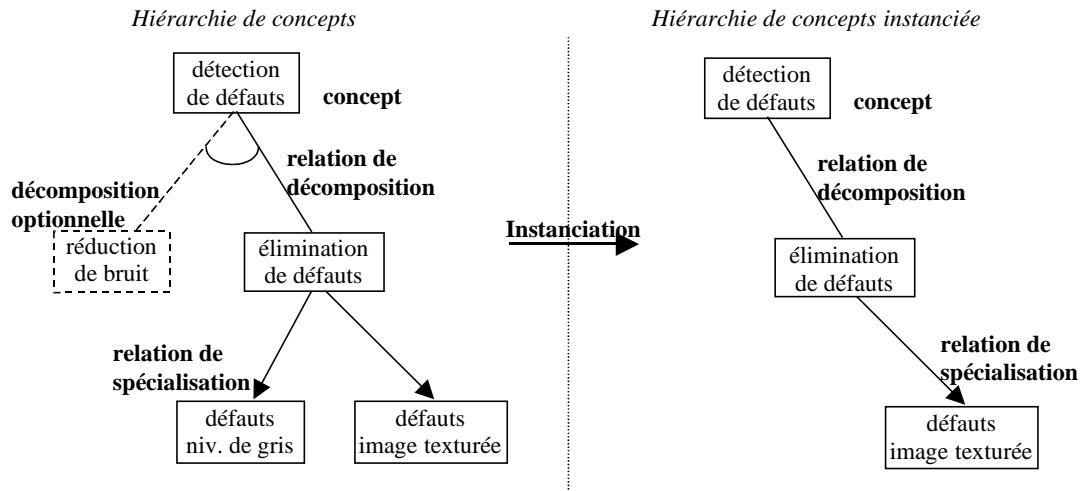 Hiérarchie de concepts
détection
de défauts
concept
relation de
décomposition
décomposition
optionnelle
réduction
de bruit
élimination
de défauts
relation de
spécialisation
défauts
niv. de gris
défauts
image texturée
Instanciation
Hiérarchie de concepts instanciée
détection
de défauts
concept
relation de
décomposition
élimination
de défauts
relation de
spécialisation
défauts
image texturée